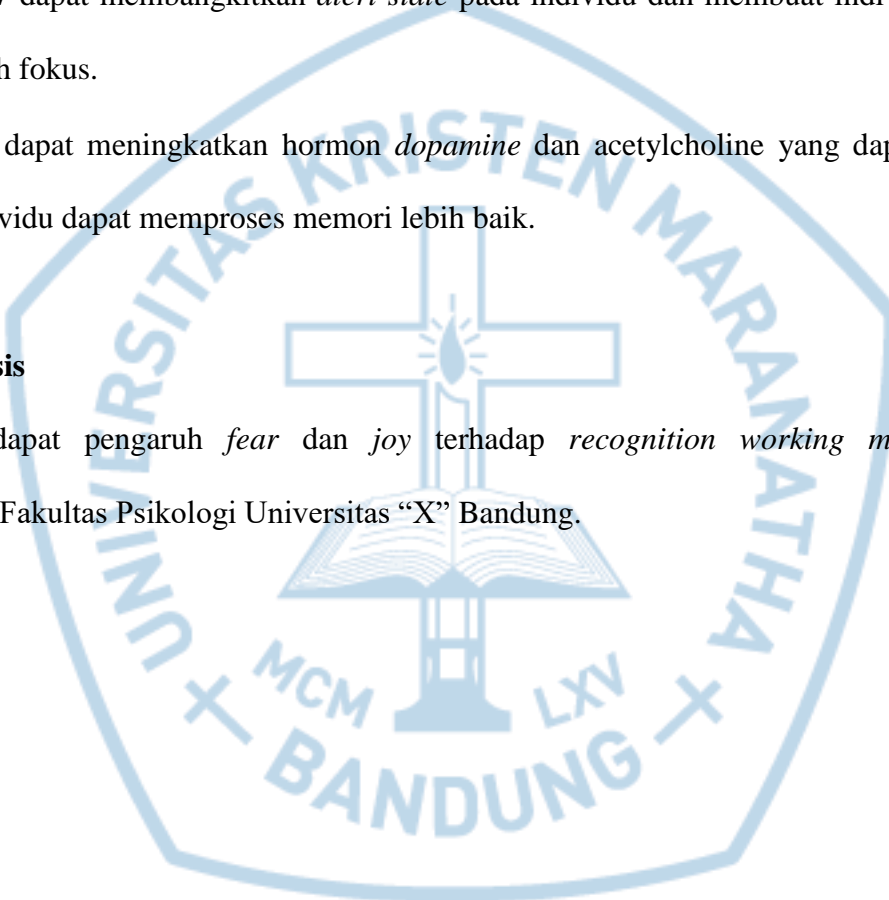 y dapat membangkitkan alert state pada individu dan membuat indi
h fokus.
dapat meningkatkan hormon dopamine dan acetylcholine yang dap
vidu dapat memproses memori lebih baik.
sis
dapat pengaruh fear dan joy terhadap recognition working m
Fakultas Psikologi Universitas “X” Bandung.
UNIVERSITAS KRISTEN MARANATHA
MCM LXV
BANDUNG